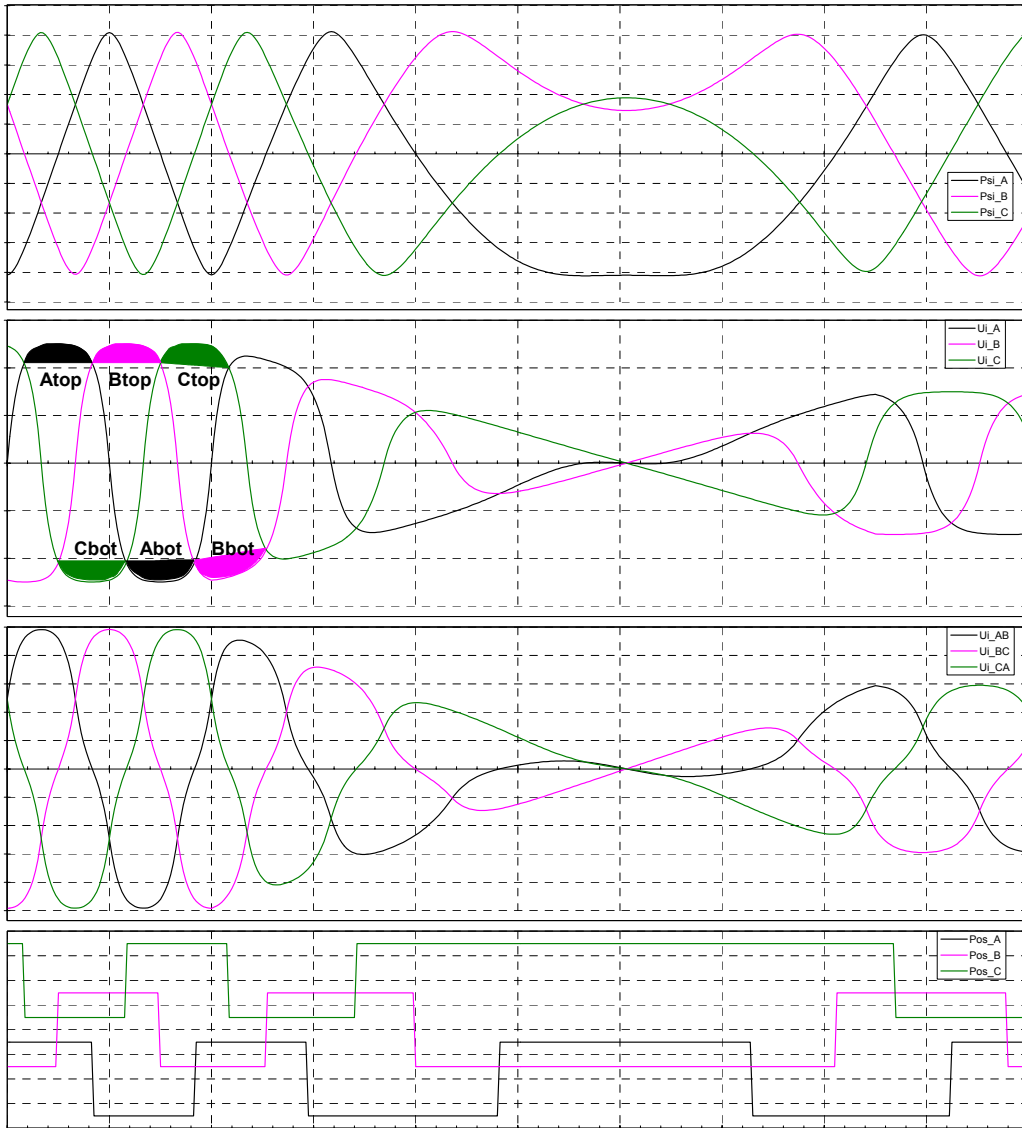 Psi_A
Psi_B
Psi_C
Ui_A
Ui_B
Ui_C
Atop Btop Ctop
Cbot Abot Bbot
Ui_AB
Ui_BC
Ui_CA
Pos_A
Pos_B
Pos_C